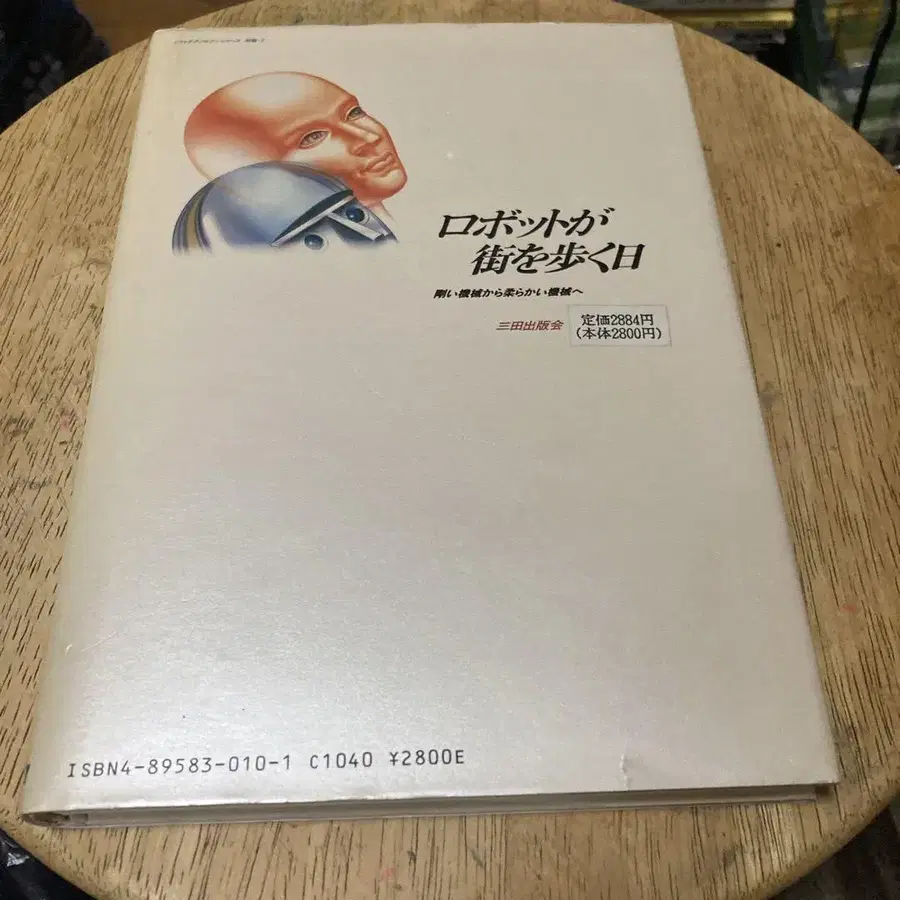 ロボットが
街を歩く日
剛い機械から柔らかい機械へ
三田出版会
定価2884円
(本体2800円)
ISBN4-89583-010-1 C1040 ¥2800E